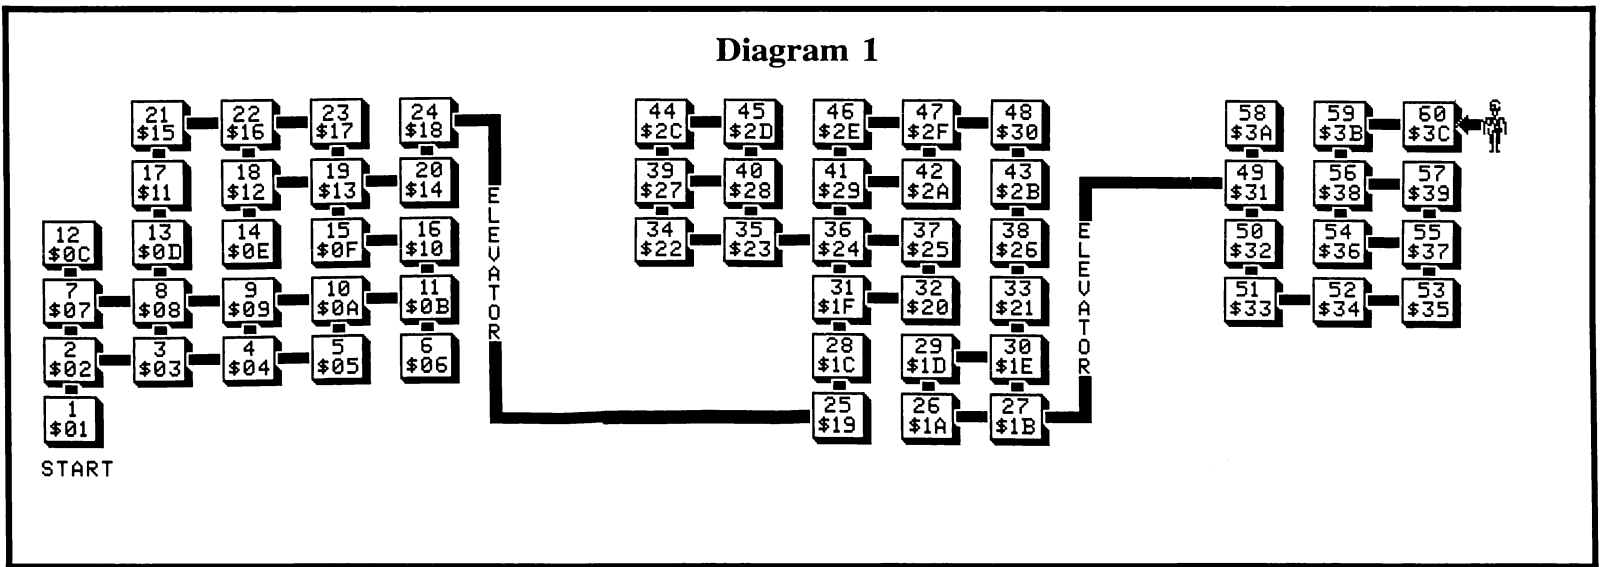 Diagram 1
21 22 23 24 44 45 46 47 48 58 59 60
$15 $16 $17 $18 $2C $2D $2E $2F $30 $3A $3B $3C
17 18 19 20 39 40 41 42 43 49 56 57
$11 $12 $13 $14 $27 $28 $29 $2A $2B $31 $38 $39
12 13 14 15 16 34 35 36 37 38 50 54 55
$0C $0D $0E $0F $10 $22 $23 $24 $25 $26 $32 $36 $37
7 8 9 10 11 31 32 33 51 52 53
$07 $08 $09 $0A $0B $1F $20 $21 $33 $34 $35
2 3 4 5 6 28 29 30
$02 $03 $04 $05 $06 $1C $1D $1E
1 25 26 27
$01 $19 $1A $1B
START
ELEVATOR
ELEVATOR